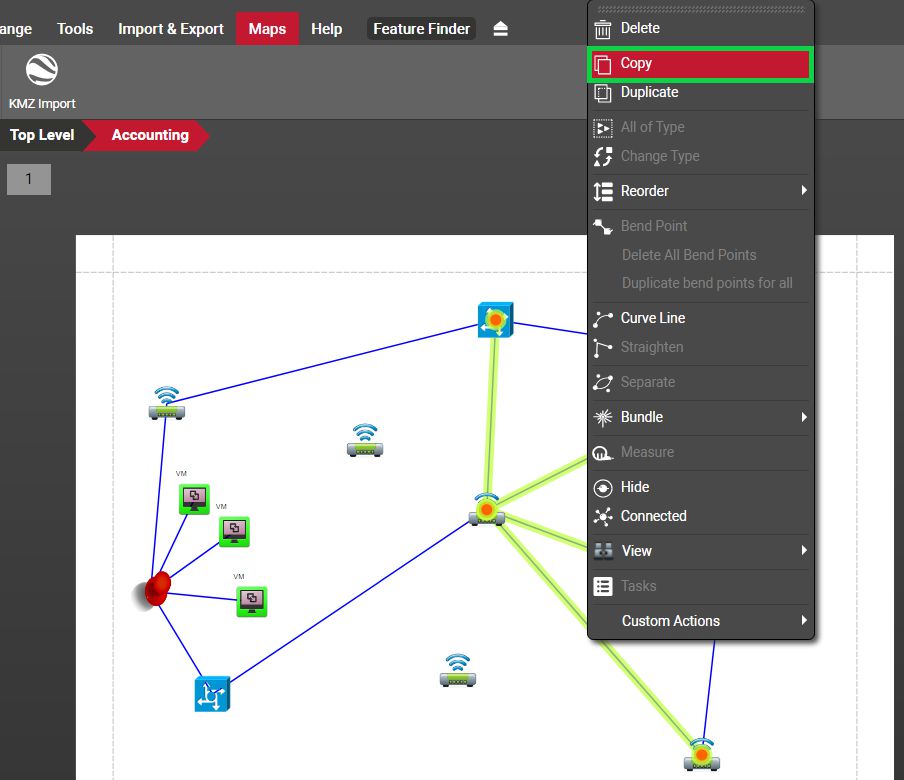 ange Tools Import & Export Maps Help Feature Finder
KMZ Import
Top Level Accounting
1
Delete
Copy
Duplicate
All of Type
Change Type
Reorder
Bend Point
Delete All Bend Points
Duplicate bend points for all
Curve Line
Straighten
Separate
Bundle
Measure
Hide
Connected
View
Tasks
Custom Actions
VM
VM
VM